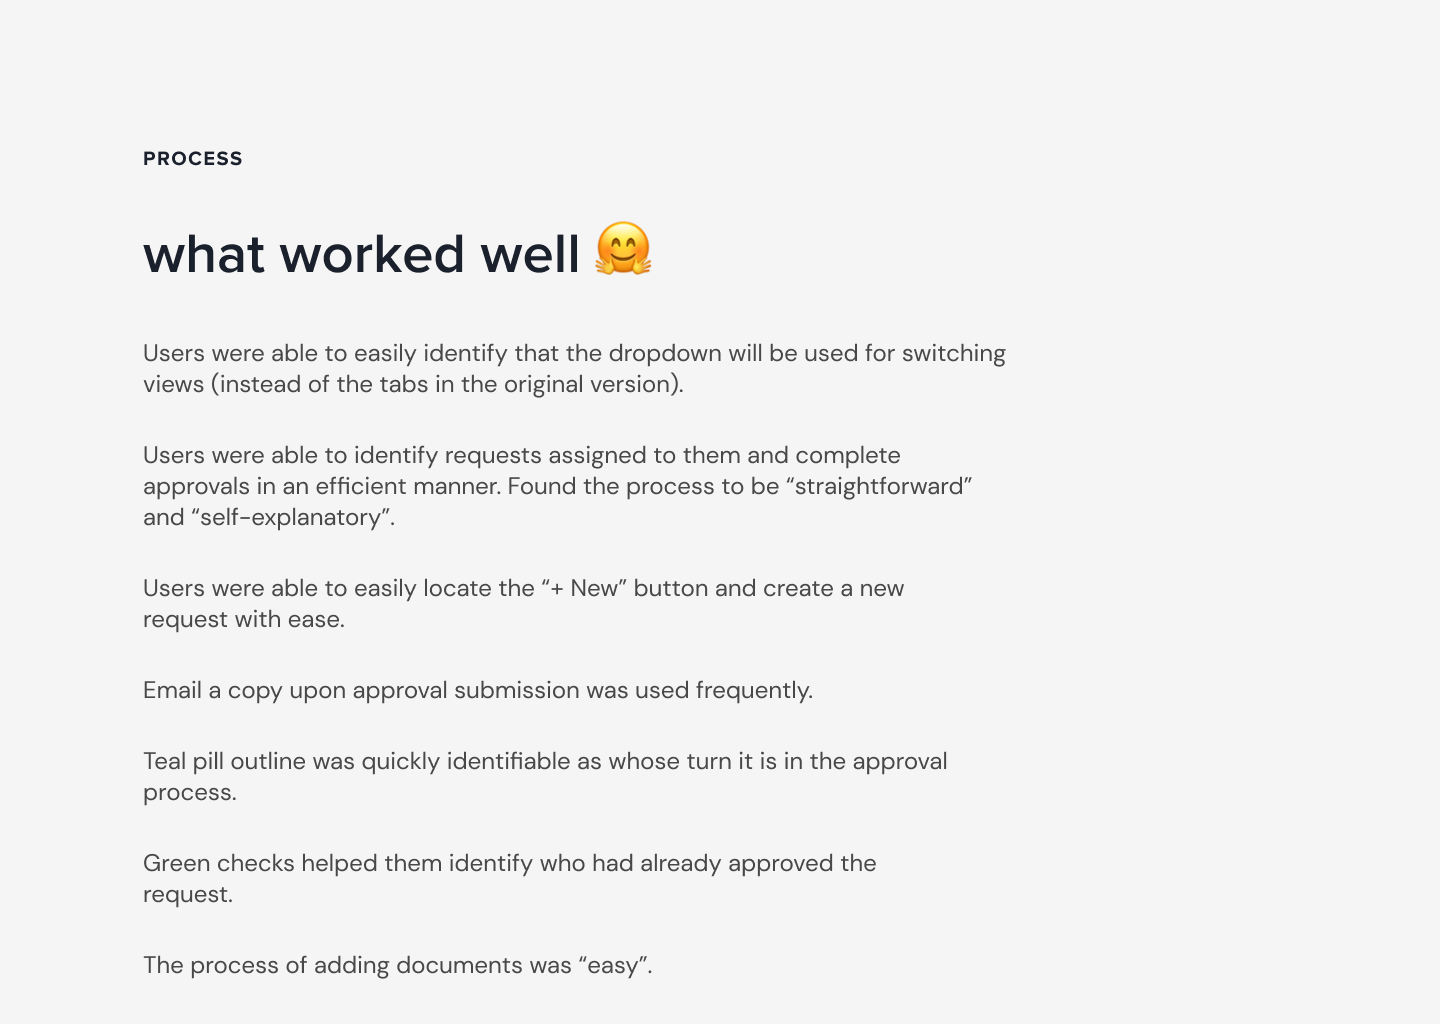 PROCESS
what worked well 🤗
Users were able to easily identify that the dropdown will be used for switching
views (instead of the tabs in the original version).
Users were able to identify requests assigned to them and complete
approvals in an efficient manner. Found the process to be “straightforward”
and “self-explanatory”.
Users were able to easily locate the “+ New” button and create a new
request with ease.
Email a copy upon approval submission was used frequently.
Teal pill outline was quickly identifiable as whose turn it is in the approval
process.
Green checks helped them identify who had already approved the
request.
The process of adding documents was “easy”.